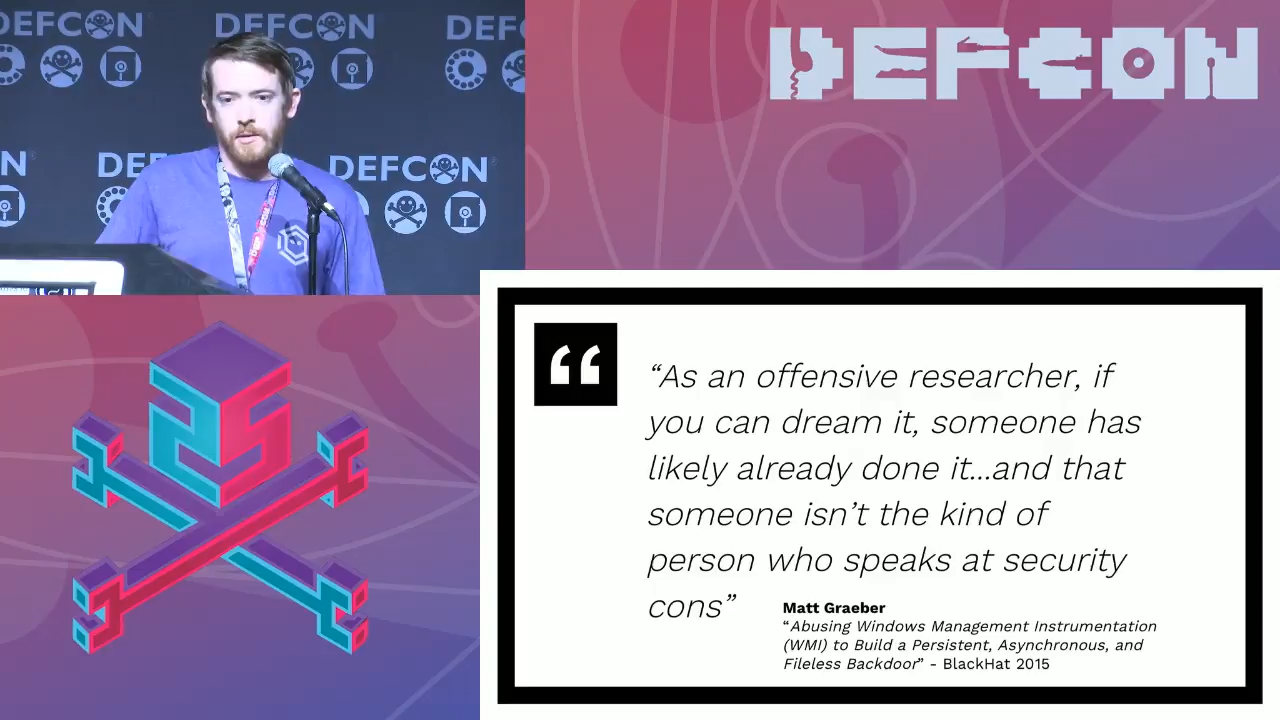 DEFCON
DEFCON
DEFC
DEFCON
N
DEF
DEFCON
“As an offensive researcher, if
you can dream it, someone has
likely already done it...and that
someone isn’t the kind of
person who speaks at security
cons”
Matt Graeber
“Abusing Windows Management Instrumentation
(WMI) to Build a Persistent, Asynchronous, and
Fileless Backdoor” - BlackHat 2015